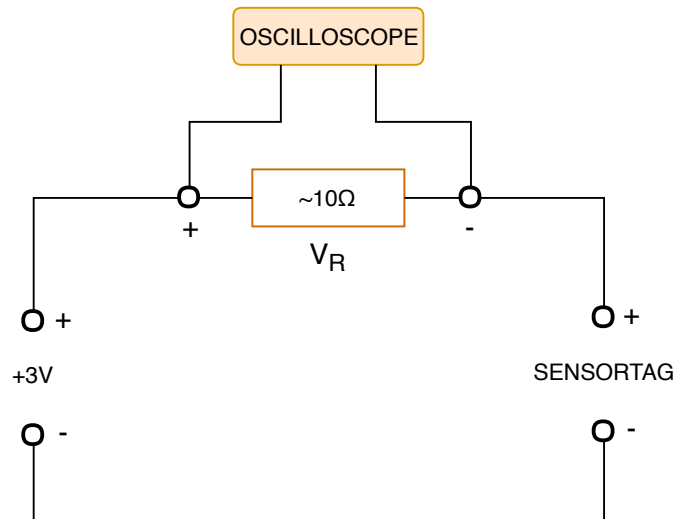 OSCILLOSCOPE
~10Ω
+
-
V_R
+
+
+3V
SENSORTAG
-
-